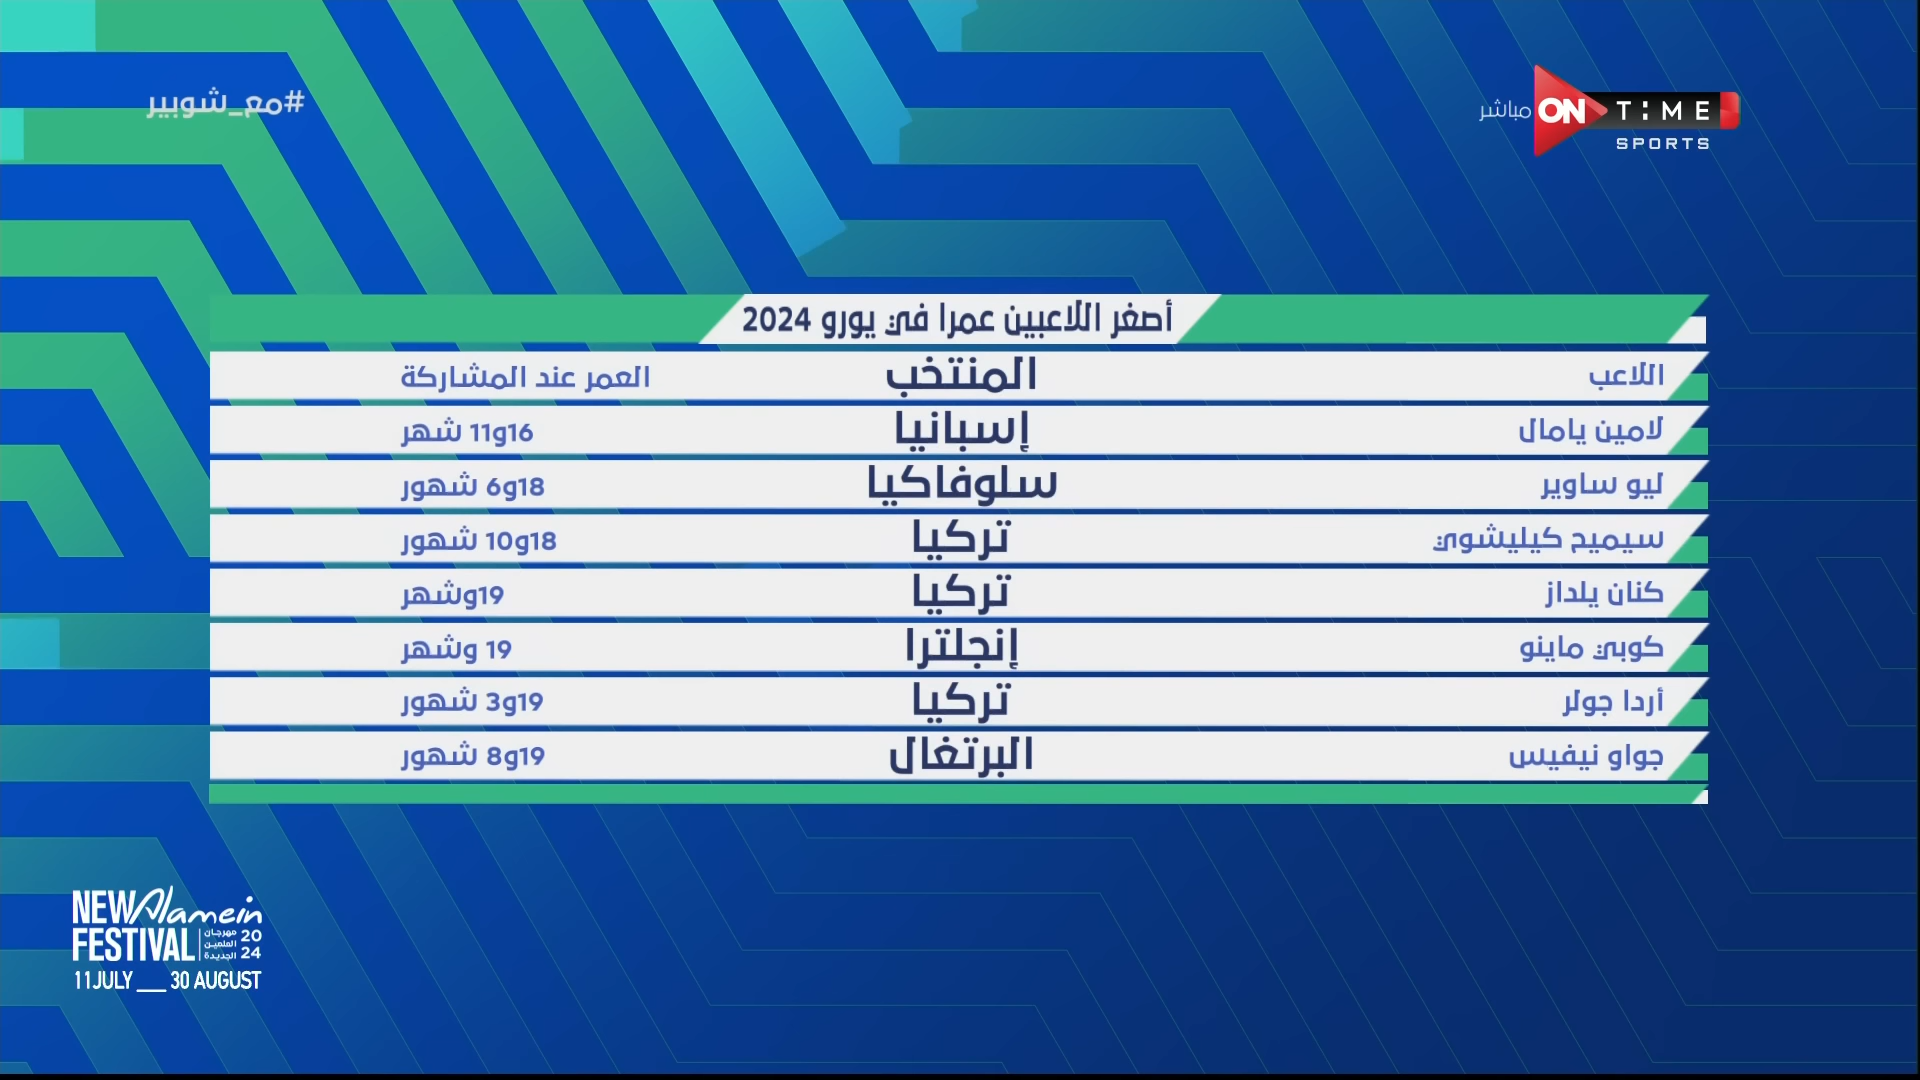 #مع_شوبير
مباشر ON TIME
SPORTS
أصغر اللاعبين عمرا في يورو 2024
اللاعب المنتخب العمر عند المشاركة
لامين يامال إسبانيا 16و11 شهر
ليو ساوير سلوفاكيا 18و6 شهور
سيميح كيليشوي تركيا 18و10 شهور
كنان يلداز تركيا 19وشهر
كوبي ماينو إنجلترا 19 وشهر
أردا جولر تركيا 19و3 شهور
جواو نيفيس البرتغال 19و8 شهور
NEW Alamein
FESTIVAL مهرجان العلمين الجديدة 2024
11JULY __ 30 AUGUST